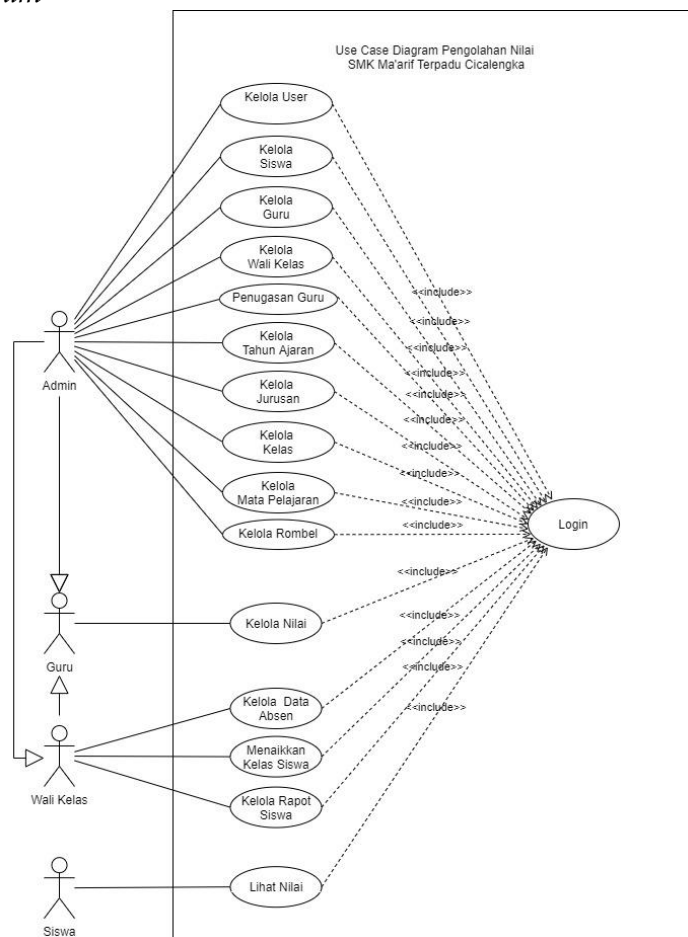 Use Case Diagram Pengolahan Nilai
SMK Ma'arif Terpadu Cicalengka
Kelola User
Kelola
Siswa
Kelola
Guru
Kelola
Wali Kelas
Penugasan Guru
Kelola
Tahun Ajaran
Kelola
Jurusan
Kelola
Kelas
Kelola
Mata Pelajaran
Kelola Rombel
Admin
<<include>>
<<include>>
<<include>>
<<include>>
<<include>>
<<include>>
<<include>>
<<include>>
<<include>>
<<include>>
Login
Guru
Kelola Nilai
<<include>>
Wali Kelas
Kelola Data
Absen
Menaikkan
Kelas Siswa
Kelola Rapot
Siswa
<<include>>
<<include>>
<<include>>
<<include>>
Siswa
Lihat Nilai